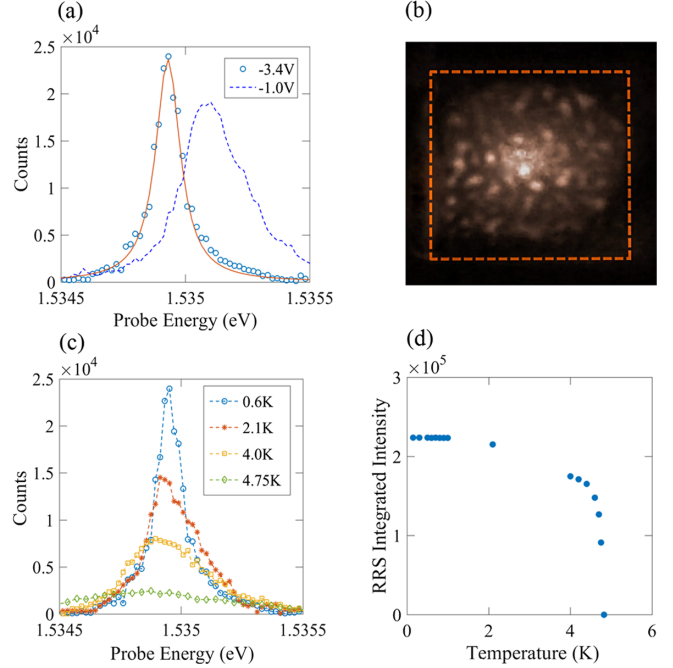 (a)
×10⁴
2.5
2
1.5
1
0.5
0
Counts
-3.4V
-1.0V
1.5345
1.535
1.5355
Probe Energy (eV)
(b)
(c)
×10⁴
2.5
2
1.5
1
0.5
0
Counts
0.6K
2.1K
4.0K
4.75K
1.5345
1.535
1.5355
Probe Energy (eV)
(d)
×10⁵
3
2
1
0
RRS Integrated Intensity
0
2
4
6
Temperature (K)